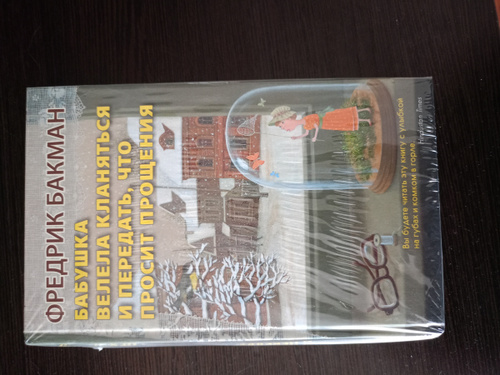 ФРЕДРИК БАКМАН
БАБУШКА
ВЕЛЕЛА КЛАНЯТЬСЯ
И ПЕРЕДАТЬ, ЧТО
ПРОСИТ ПРОЩЕНИЯ
Вы будете читать эту книгу с улыбкой
на губах и комком в горле.